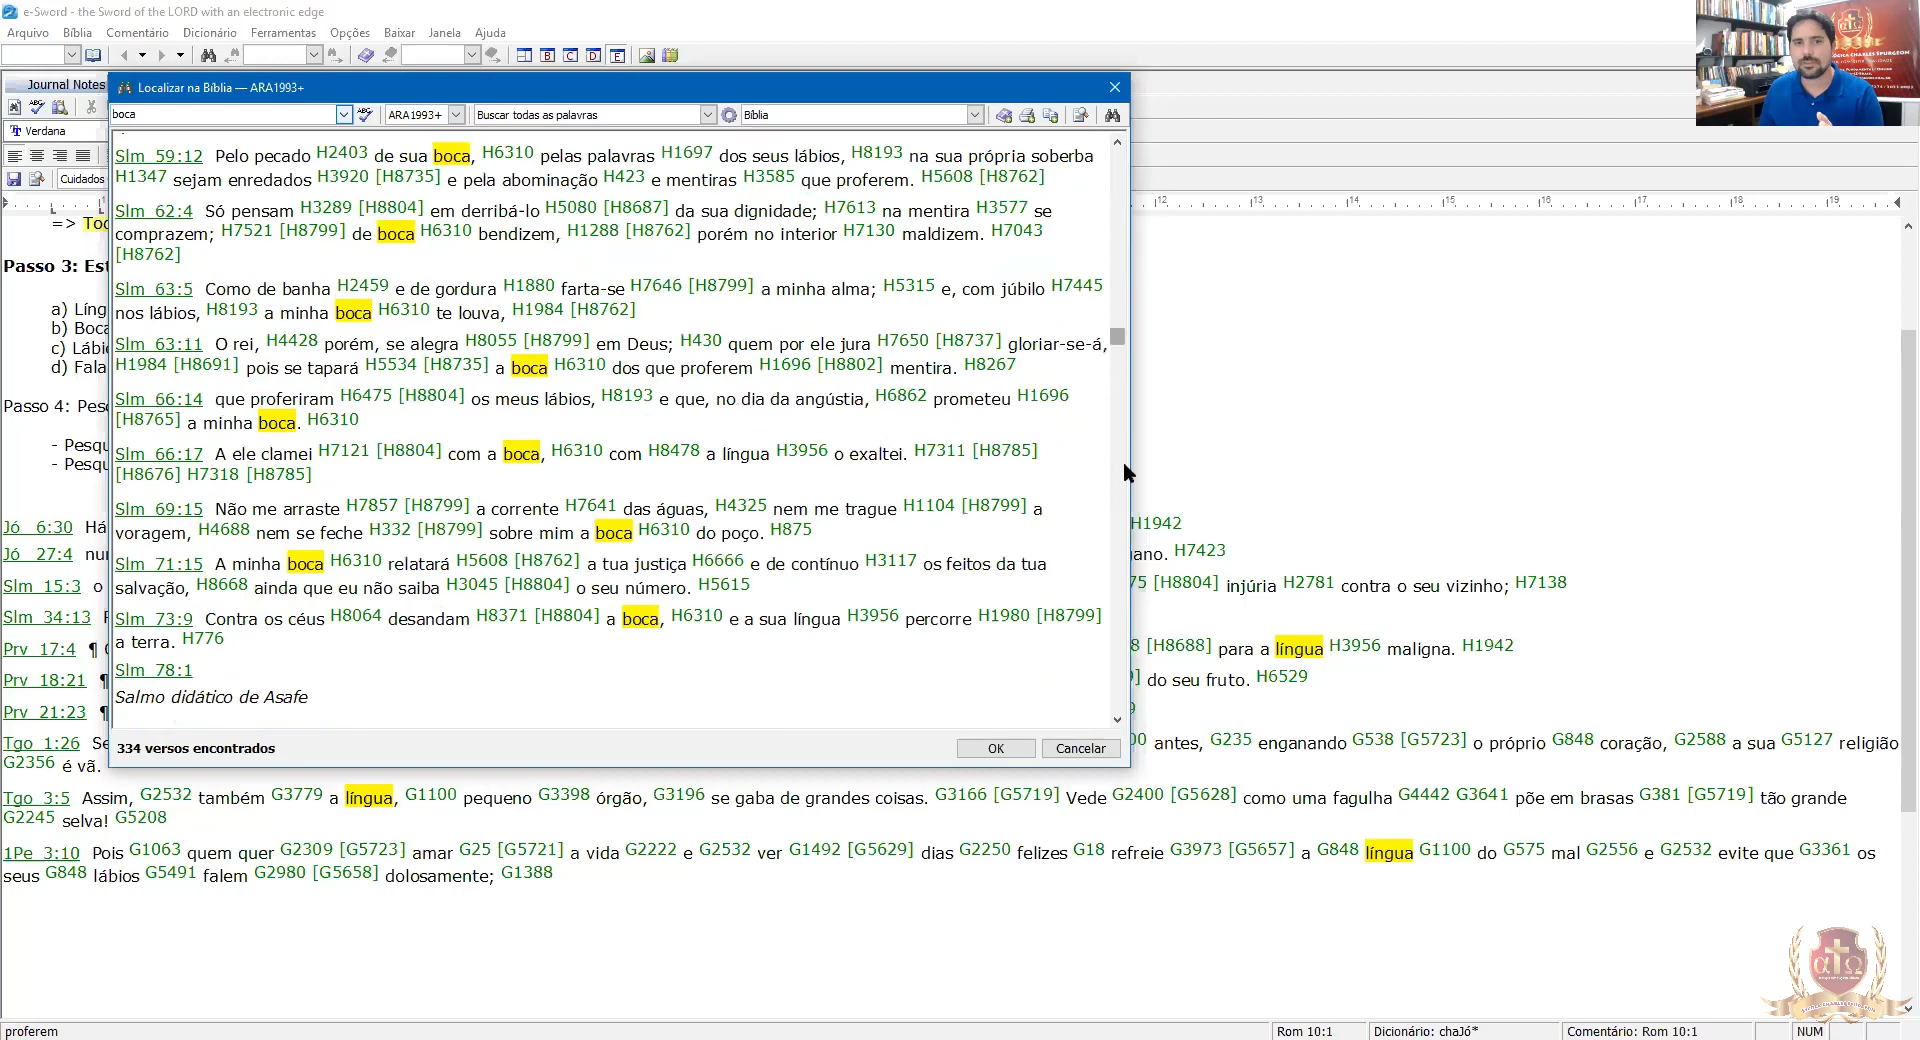 e-Sword - the Sword of the LORD with an electronic edge
Arquivo Bíblia Comentário Dicionário Ferramentas Opções Baixar Janela Ajuda
B C D E
Journal Notes
Verdana
Cuidados
Localizar na Bíblia — ARA1993+
boca ARA1993+ Buscar todas as palavras Bíblia
Slm 59:12 Pelo pecado H2403 de sua boca, H6310 pelas palavras H1697 dos seus lábios, H8193 na sua própria soberba
H1347 sejam enredados H3920 [H8735] e pela abominação H423 e mentiras H3585 que proferem. H5608 [H8762]
Slm 62:4 Só pensam H3289 [H8804] em derribá-lo H5080 [H8687] da sua dignidade; H7613 na mentira H3577 se
comprazem; H7521 [H8799] de boca H6310 bendizem, H1288 [H8762] porém no interior H7130 maldizem. H7043
[H8762]
Slm 63:5 Como de banha H2459 e de gordura H1880 farta-se H7646 [H8799] a minha alma; H5315 e, com júbilo H7445
nos lábios, H8193 a minha boca H6310 te louva, H1984 [H8762]
Slm 63:11 O rei, H4428 porém, se alegra H8055 [H8799] em Deus; H430 quem por ele jura H7650 [H8737] gloriar-se-á,
H1984 [H8691] pois se tapará H5534 [H8735] a boca H6310 dos que proferem H1696 [H8802] mentira. H8267
Slm 66:14 que proferiram H6475 [H8804] os meus lábios, H8193 e que, no dia da angústia, H6862 prometeu H1696
[H8765] a minha boca. H6310
Slm 66:17 A ele clamei H7121 [H8804] com a boca, H6310 com H8478 a língua H3956 o exaltei. H7311 [H8785]
[H8676] H7318 [H8785]
Slm 69:15 Não me arraste H7857 [H8799] a corrente H7641 das águas, H4325 nem me trague H1104 [H8799] a
voragem, H4688 nem se feche H332 [H8799] sobre mim a boca H6310 do poço. H875
Slm 71:15 A minha boca H6310 relatará H5608 [H8762] a tua justiça H6666 e de contínuo H3117 os feitos da tua
salvação, H8668 ainda que eu não saiba H3045 [H8804] o seu número. H5615
Slm 73:9 Contra os céus H8064 desandam H8371 [H8804] a boca, H6310 e a sua língua H3956 percorre H1980 [H8799]
a terra. H776
Slm 78:1
Salmo didático de Asafe
334 versos encontrados OK Cancelar
12 13 14 15 16 17 18 19
=> Toc
Passo 3: Est
a) Líng
b) Boca
c) Lábi
d) Fala
Passo 4: Pesc
- Pesqu
- Pesqu
Jó 6:30 Há H1942
Jó 27:4 nun ano. H7423
Slm 15:3 o 75 [H8804] injúria H2781 contra o seu vizinho; H7138
Slm 34:13
Prv 17:4 ¶ 8 [H8688] para a língua H3956 maligna. H1942
Prv 18:21 ¶ ] do seu fruto. H6529
Prv 21:23 ¶ 9
Tgo 1:26 Se 00 antes, G235 enganando G538 [G5723] o próprio G848 coração, G2588 a sua G5127 religião
G2356 é vã.
Tgo 3:5 Assim, G2532 também G3779 a língua, G1100 pequeno G3398 órgão, G3196 se gaba de grandes coisas. G3166 [G5719] Vede G2400 [G5628] como uma fagulha G4442 G3641 põe em brasas G381 [G5719] tão grande
G2245 selva! G5208
1Pe 3:10 Pois G1063 quem quer G2309 [G5723] amar G25 [G5721] a vida G2222 e G2532 ver G1492 [G5629] dias G2250 felizes G18 refreie G3973 [G5657] a G848 língua G1100 do G575 mal G2556 e G2532 evite que G3361 os
seus G848 lábios G5491 falem G2980 [G5658] dolosamente; G1388
proferem Rom 10:1 Dicionário: chaJó* Comentário: Rom 10:1 NUM